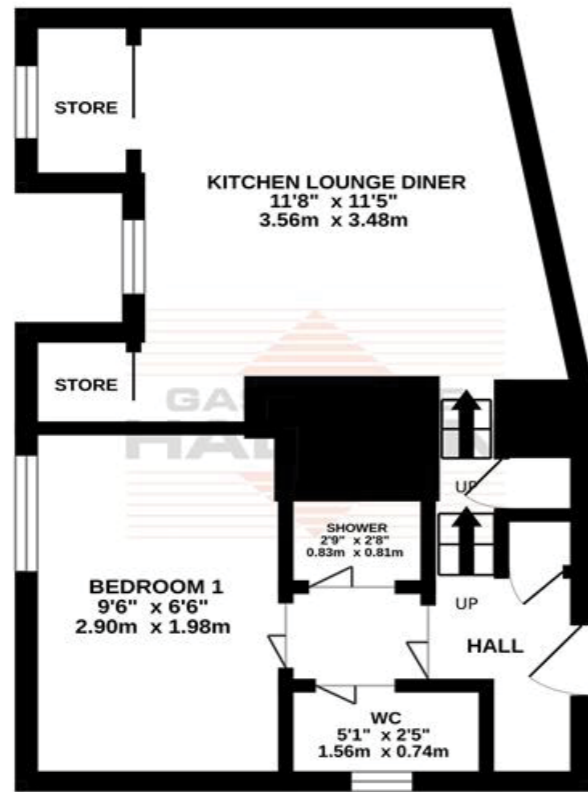 STORE
KITCHEN LOUNGE DINER
11'8" x 11'5"
3.56m x 3.48m
STORE
UP
SHOWER
2'9" x 2'8"
0.83m x 0.81m
BEDROOM 1
9'6" x 6'6"
2.90m x 1.98m
UP
HALL
WC
5'1" x 2'5"
1.56m x 0.74m